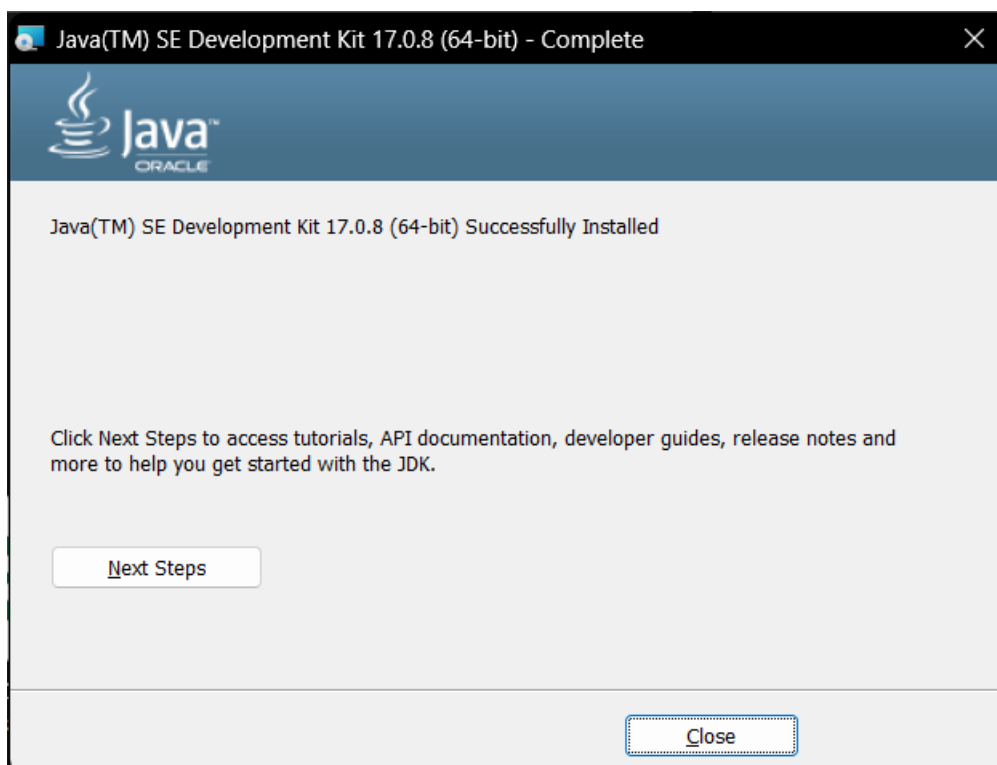 Java(TM) SE Development Kit 17.0.8 (64-bit) - Complete
Java™
ORACLE
Java(TM) SE Development Kit 17.0.8 (64-bit) Successfully Installed
Click Next Steps to access tutorials, API documentation, developer guides, release notes and
more to help you get started with the JDK.
Next Steps
Close